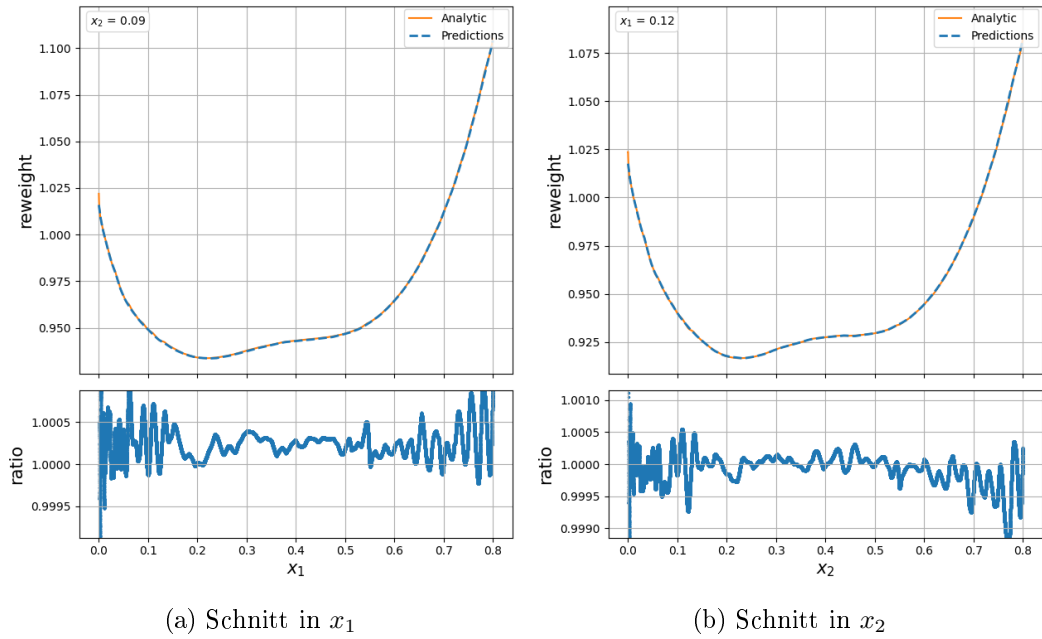 x₂ = 0.09
Analytic
Predictions
1.100
1.075
1.050
1.025
1.000
0.975
0.950
reweight
1.0005
1.0000
0.9995
ratio
0.0 0.1 0.2 0.3 0.4 0.5 0.6 0.7 0.8
x₁
(a) Schnitt in x₁
x₁ = 0.12
Analytic
Predictions
1.075
1.050
1.025
1.000
0.975
0.950
0.925
reweight
1.0010
1.0005
1.0000
0.9995
0.9990
ratio
0.0 0.1 0.2 0.3 0.4 0.5 0.6 0.7 0.8
x₂
(b) Schnitt in x₂